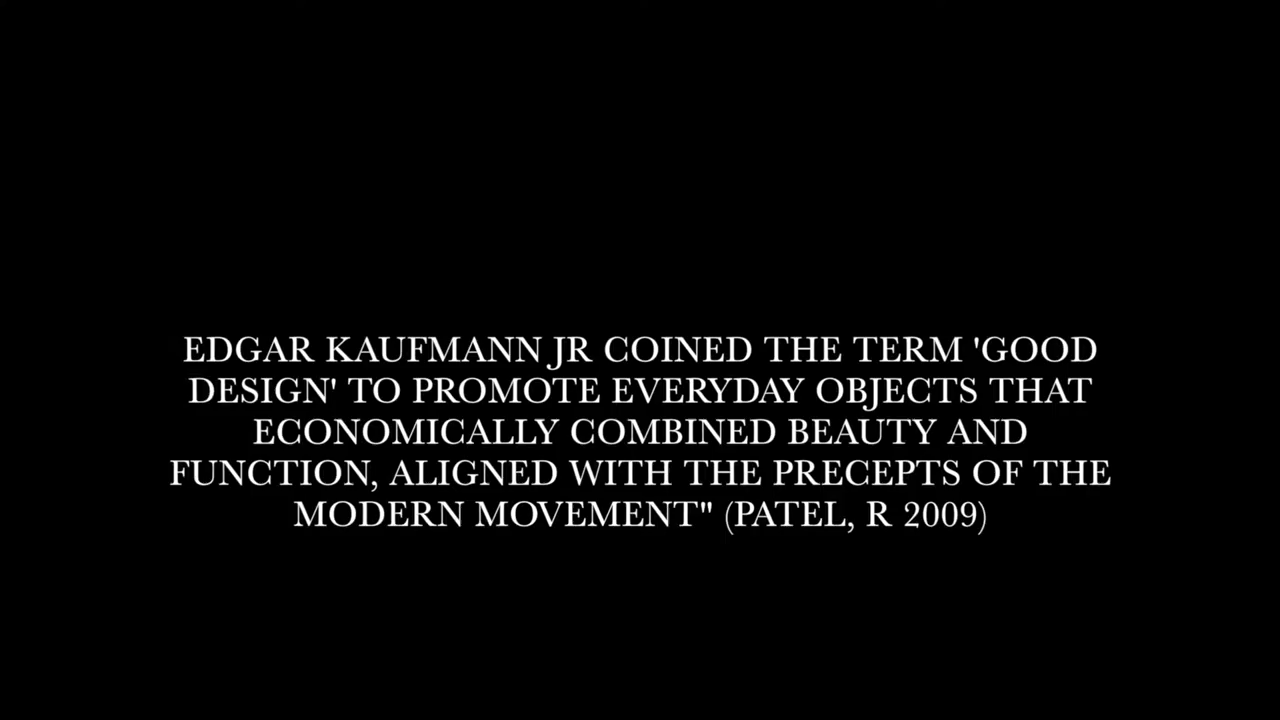 EDGAR KAUFMANN JR COINED THE TERM 'GOOD
DESIGN' TO PROMOTE EVERYDAY OBJECTS THAT
ECONOMICALLY COMBINED BEAUTY AND
FUNCTION, ALIGNED WITH THE PRECEPTS OF THE
MODERN MOVEMENT" (PATEL, R 2009)